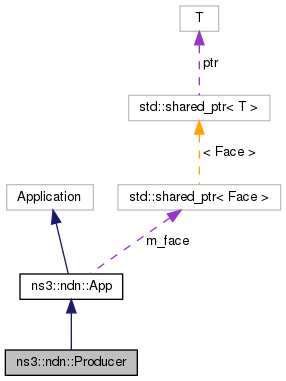 T
ptr
std::shared_ptr< T >
< Face >
Application
std::shared_ptr< Face >
m_face
ns3::ndn::App
ns3::ndn::Producer